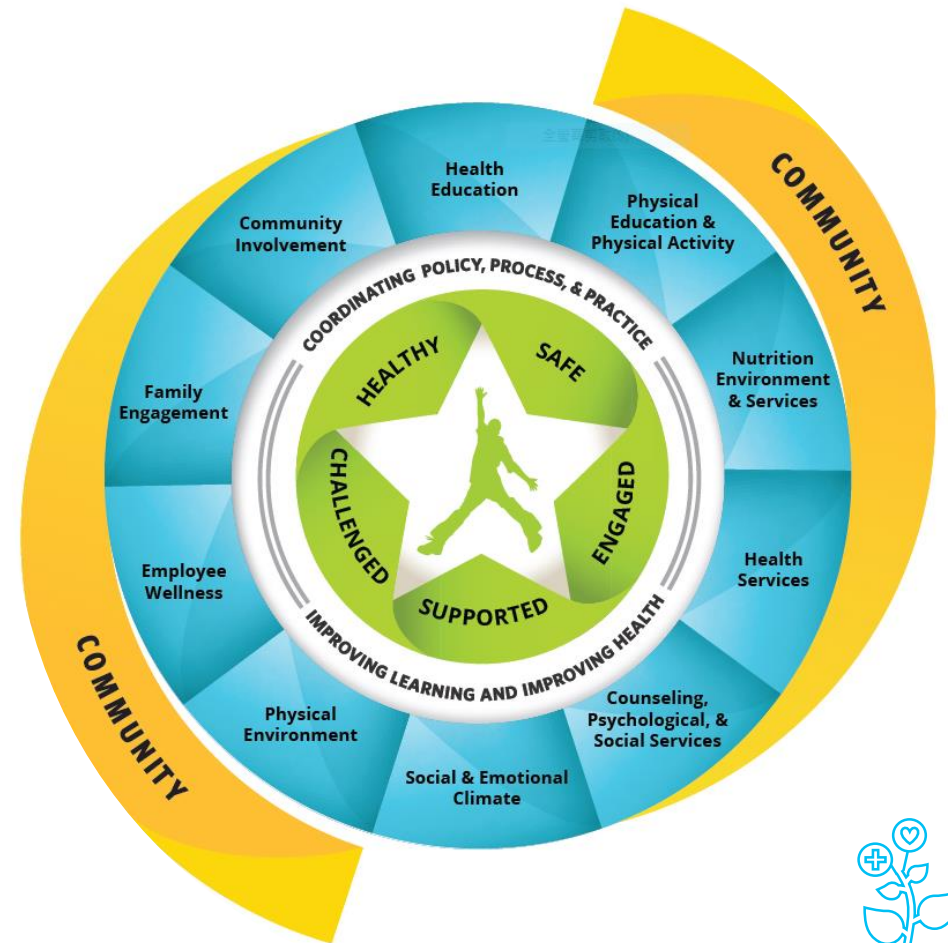 COMMUNITY
Health
Education
Physical
Education &
Physical Activity
Nutrition
Environment
& Services
Health
Services
Counseling,
Psychological, &
Social Services
Social & Emotional
Climate
Physical
Environment
Employee
Wellness
Family
Engagement
Community
Involvement
COORDINATING POLICY, PROCESS, & PRACTICE
IMPROVING LEARNING AND IMPROVING HEALTH
HEALTHY
SAFE
ENGAGED
SUPPORTED
CHALLENGED
COMMUNITY